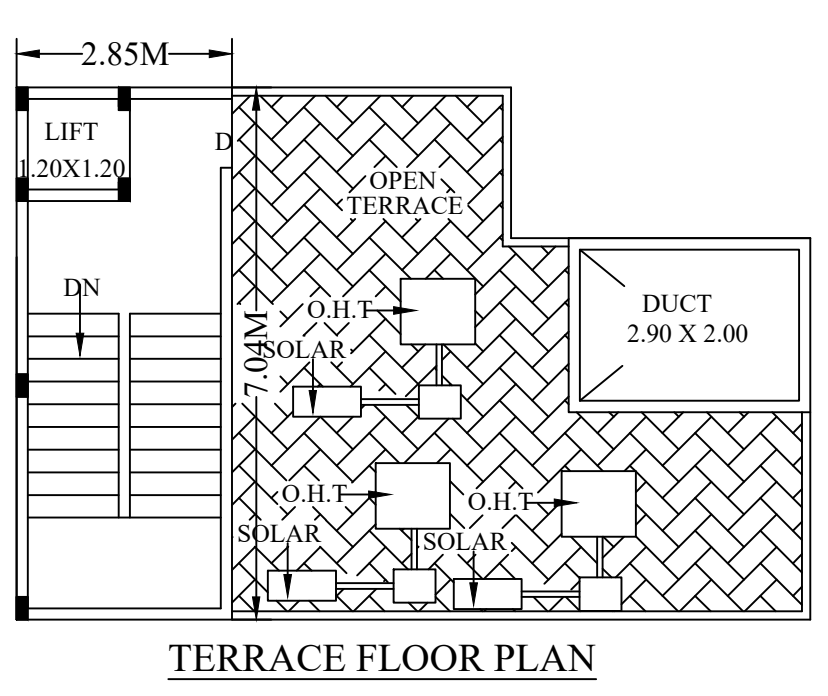 2.85M
LIFT
1.20X1.20
D
OPEN
TERRACE
DN
O.H.T
DUCT
2.90 X 2.00
7.04M
SOLAR
O.H.T
O.H.T
SOLAR
SOLAR
TERRACE FLOOR PLAN